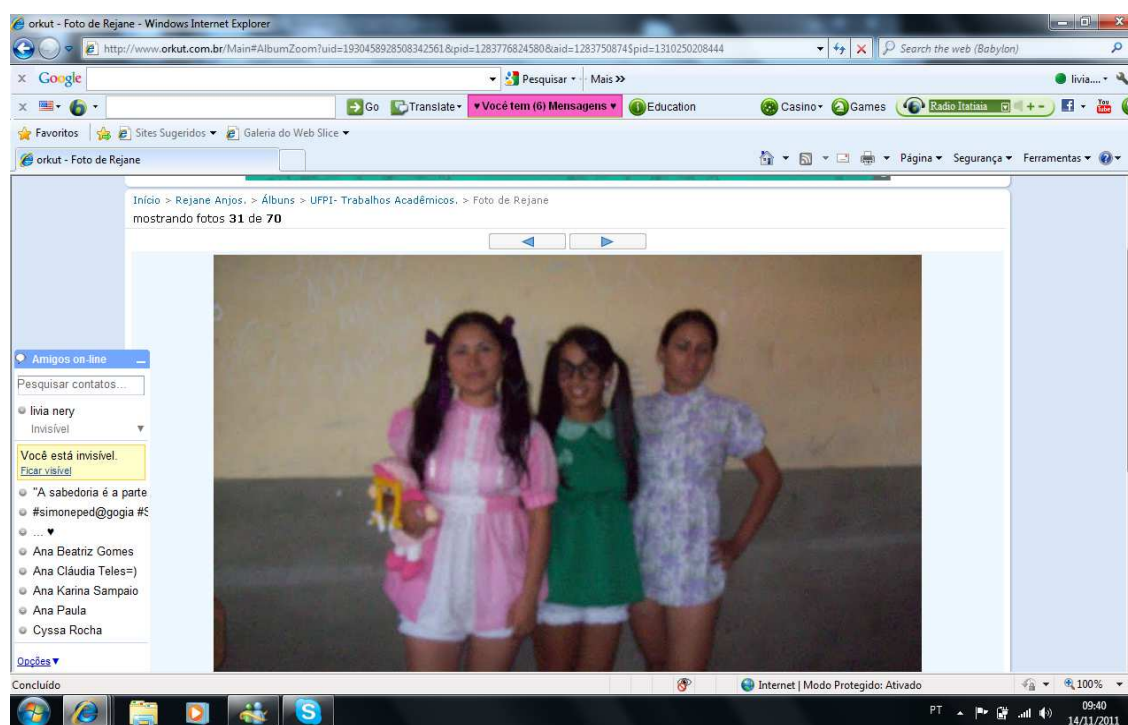 orkut - Foto de Rejane - Windows Internet Explorer
http://www.orkut.com.br/Main#AlbumZoom?uid=1930458928508342561&pid=1283776824580&aid=1283750874$pid=1310250208444
Search the web (Babylon)
x Google Pesquisar Mais >> livia....
x Go Translate ♥Você tem (6) Mensagens ♥ Education Casino Games Radio Itatiaia You Tube
Favoritos Sites Sugeridos Galeria do Web Slice
orkut - Foto de Rejane Página Segurança Ferramentas
Início > Rejane Anjos. > Álbuns > UFPI- Trabalhos Acadêmicos. > Foto de Rejane
mostrando fotos 31 de 70
Amigos on-line
Pesquisar contatos...
livia nery
Invisível
Você está invisível.
Ficar visível
"A sabedoria é a parte
#simoneped@gogia #S
... ♥
Ana Beatriz Gomes
Ana Cláudia Teles=)
Ana Karina Sampaio
Ana Paula
Cyssa Rocha
Opções
Concluído Internet | Modo Protegido: Ativado 100%
PT 09:40
14/11/2011